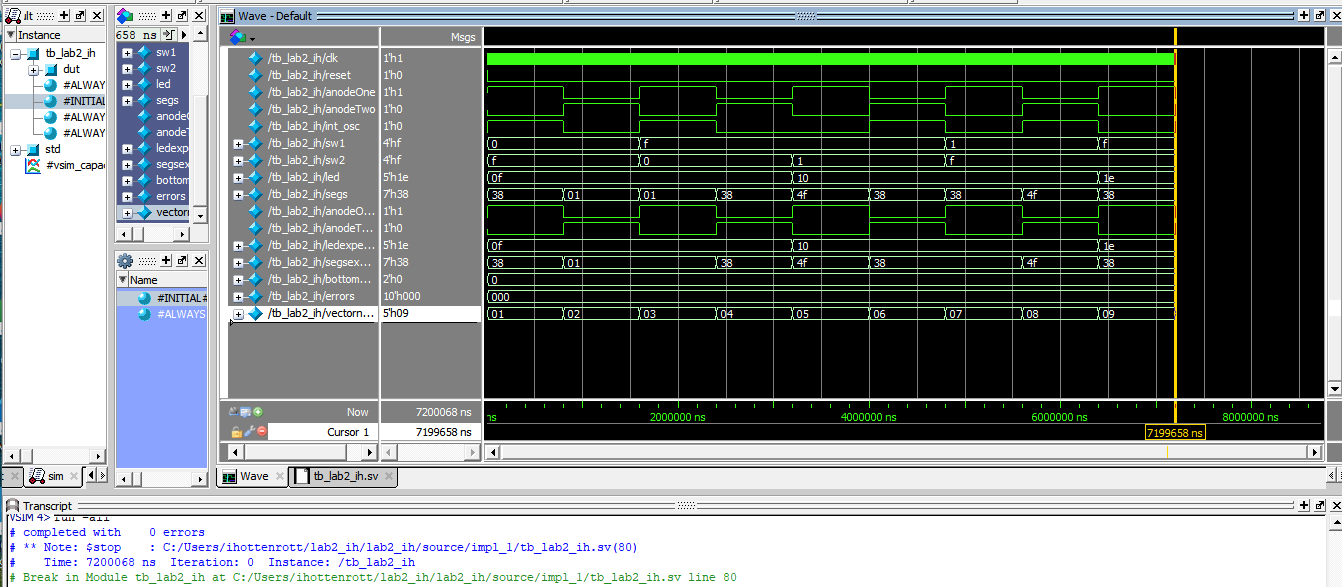 ilt
Instance
tb_lab2_ih
dut
#ALWAY
#INITIAL
#ALWAY
#ALWAY
std
#vsim_capa
sim
658 ns
sw1
sw2
led
segs
anode
anodeT
ledexpe
segsex
bottom
errors
vectorn
Name
#INITIAL#
#ALWAYS
Wave - Default
Msgs
/tb_lab2_ih/clk 1'h1
/tb_lab2_ih/reset 1'h0
/tb_lab2_ih/anodeOne 1'h1
/tb_lab2_ih/anodeTwo 1'h0
/tb_lab2_ih/int_osc 1'h0
/tb_lab2_ih/sw1 4'hf 0 f 1 f
/tb_lab2_ih/sw2 4'hf f 0 1 f
/tb_lab2_ih/led 5'h1e 0f 10 1e
/tb_lab2_ih/segs 7'h38 38 01 01 38 4f 38 38 4f 38
/tb_lab2_ih/anodeO... 1'h1
/tb_lab2_ih/anodeT... 1'h0
/tb_lab2_ih/ledexpe... 5'h1e 0f 10 1e
/tb_lab2_ih/segsex... 7'h38 38 01 38 4f 38 4f 38
/tb_lab2_ih/bottom... 2'h0 0
/tb_lab2_ih/errors 10'h000 000
/tb_lab2_ih/vectorn... 5'h09 01 02 03 04 05 06 07 08 09
Now 7200068 ns ns 2000000 ns 4000000 ns 6000000 ns 8000000 ns
Cursor 1 7199658 ns 7199658 ns
Wave tb_lab2_ih.sv
Transcript
VSIM 4> run -all
# completed with    0 errors
# ** Note: $stop    : C:/Users/ihottenrott/lab2_ih/lab2_ih/source/impl_1/tb_lab2_ih.sv(80)
#    Time: 7200068 ns  Iteration: 0  Instance: /tb_lab2_ih
# Break in Module tb_lab2_ih at C:/Users/ihottenrott/lab2_ih/lab2_ih/source/impl_1/tb_lab2_ih.sv line 80